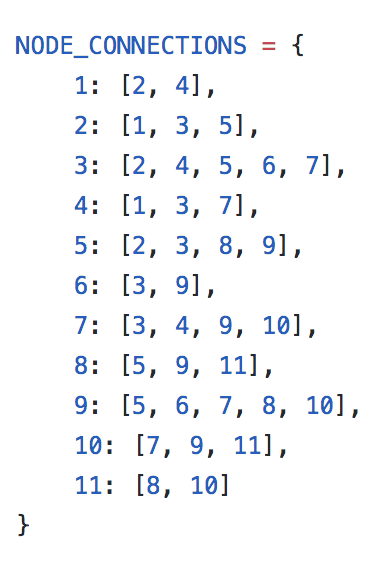 NODE_CONNECTIONS = {
    1: [2, 4],
    2: [1, 3, 5],
    3: [2, 4, 5, 6, 7],
    4: [1, 3, 7],
    5: [2, 3, 8, 9],
    6: [3, 9],
    7: [3, 4, 9, 10],
    8: [5, 9, 11],
    9: [5, 6, 7, 8, 10],
    10: [7, 9, 11],
    11: [8, 10]
}